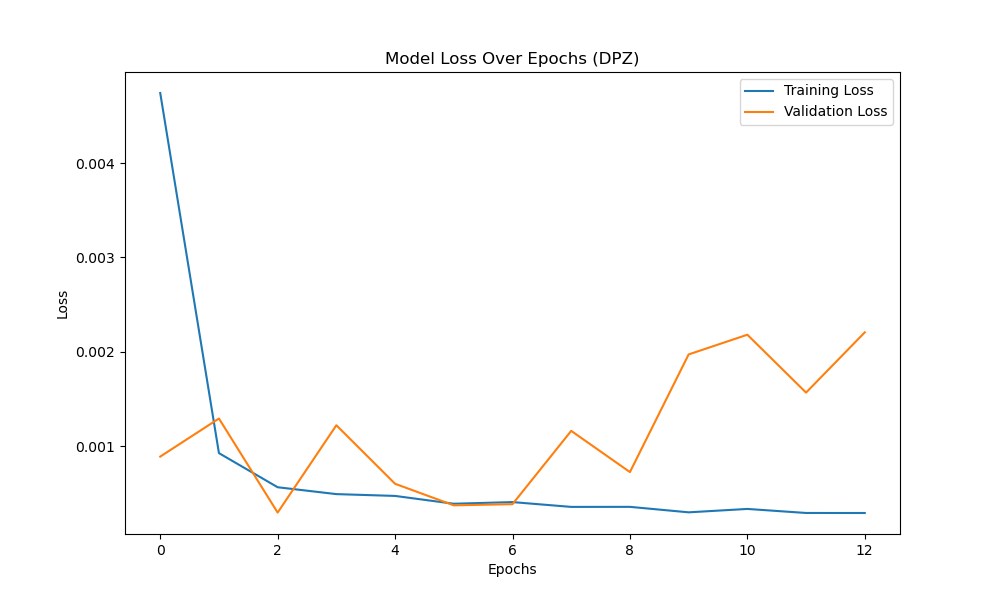 Model Loss Over Epochs (DPZ)
Training Loss
Validation Loss
0.004
0.003
0.002
0.001
Loss
0 2 4 6 8 10 12
Epochs